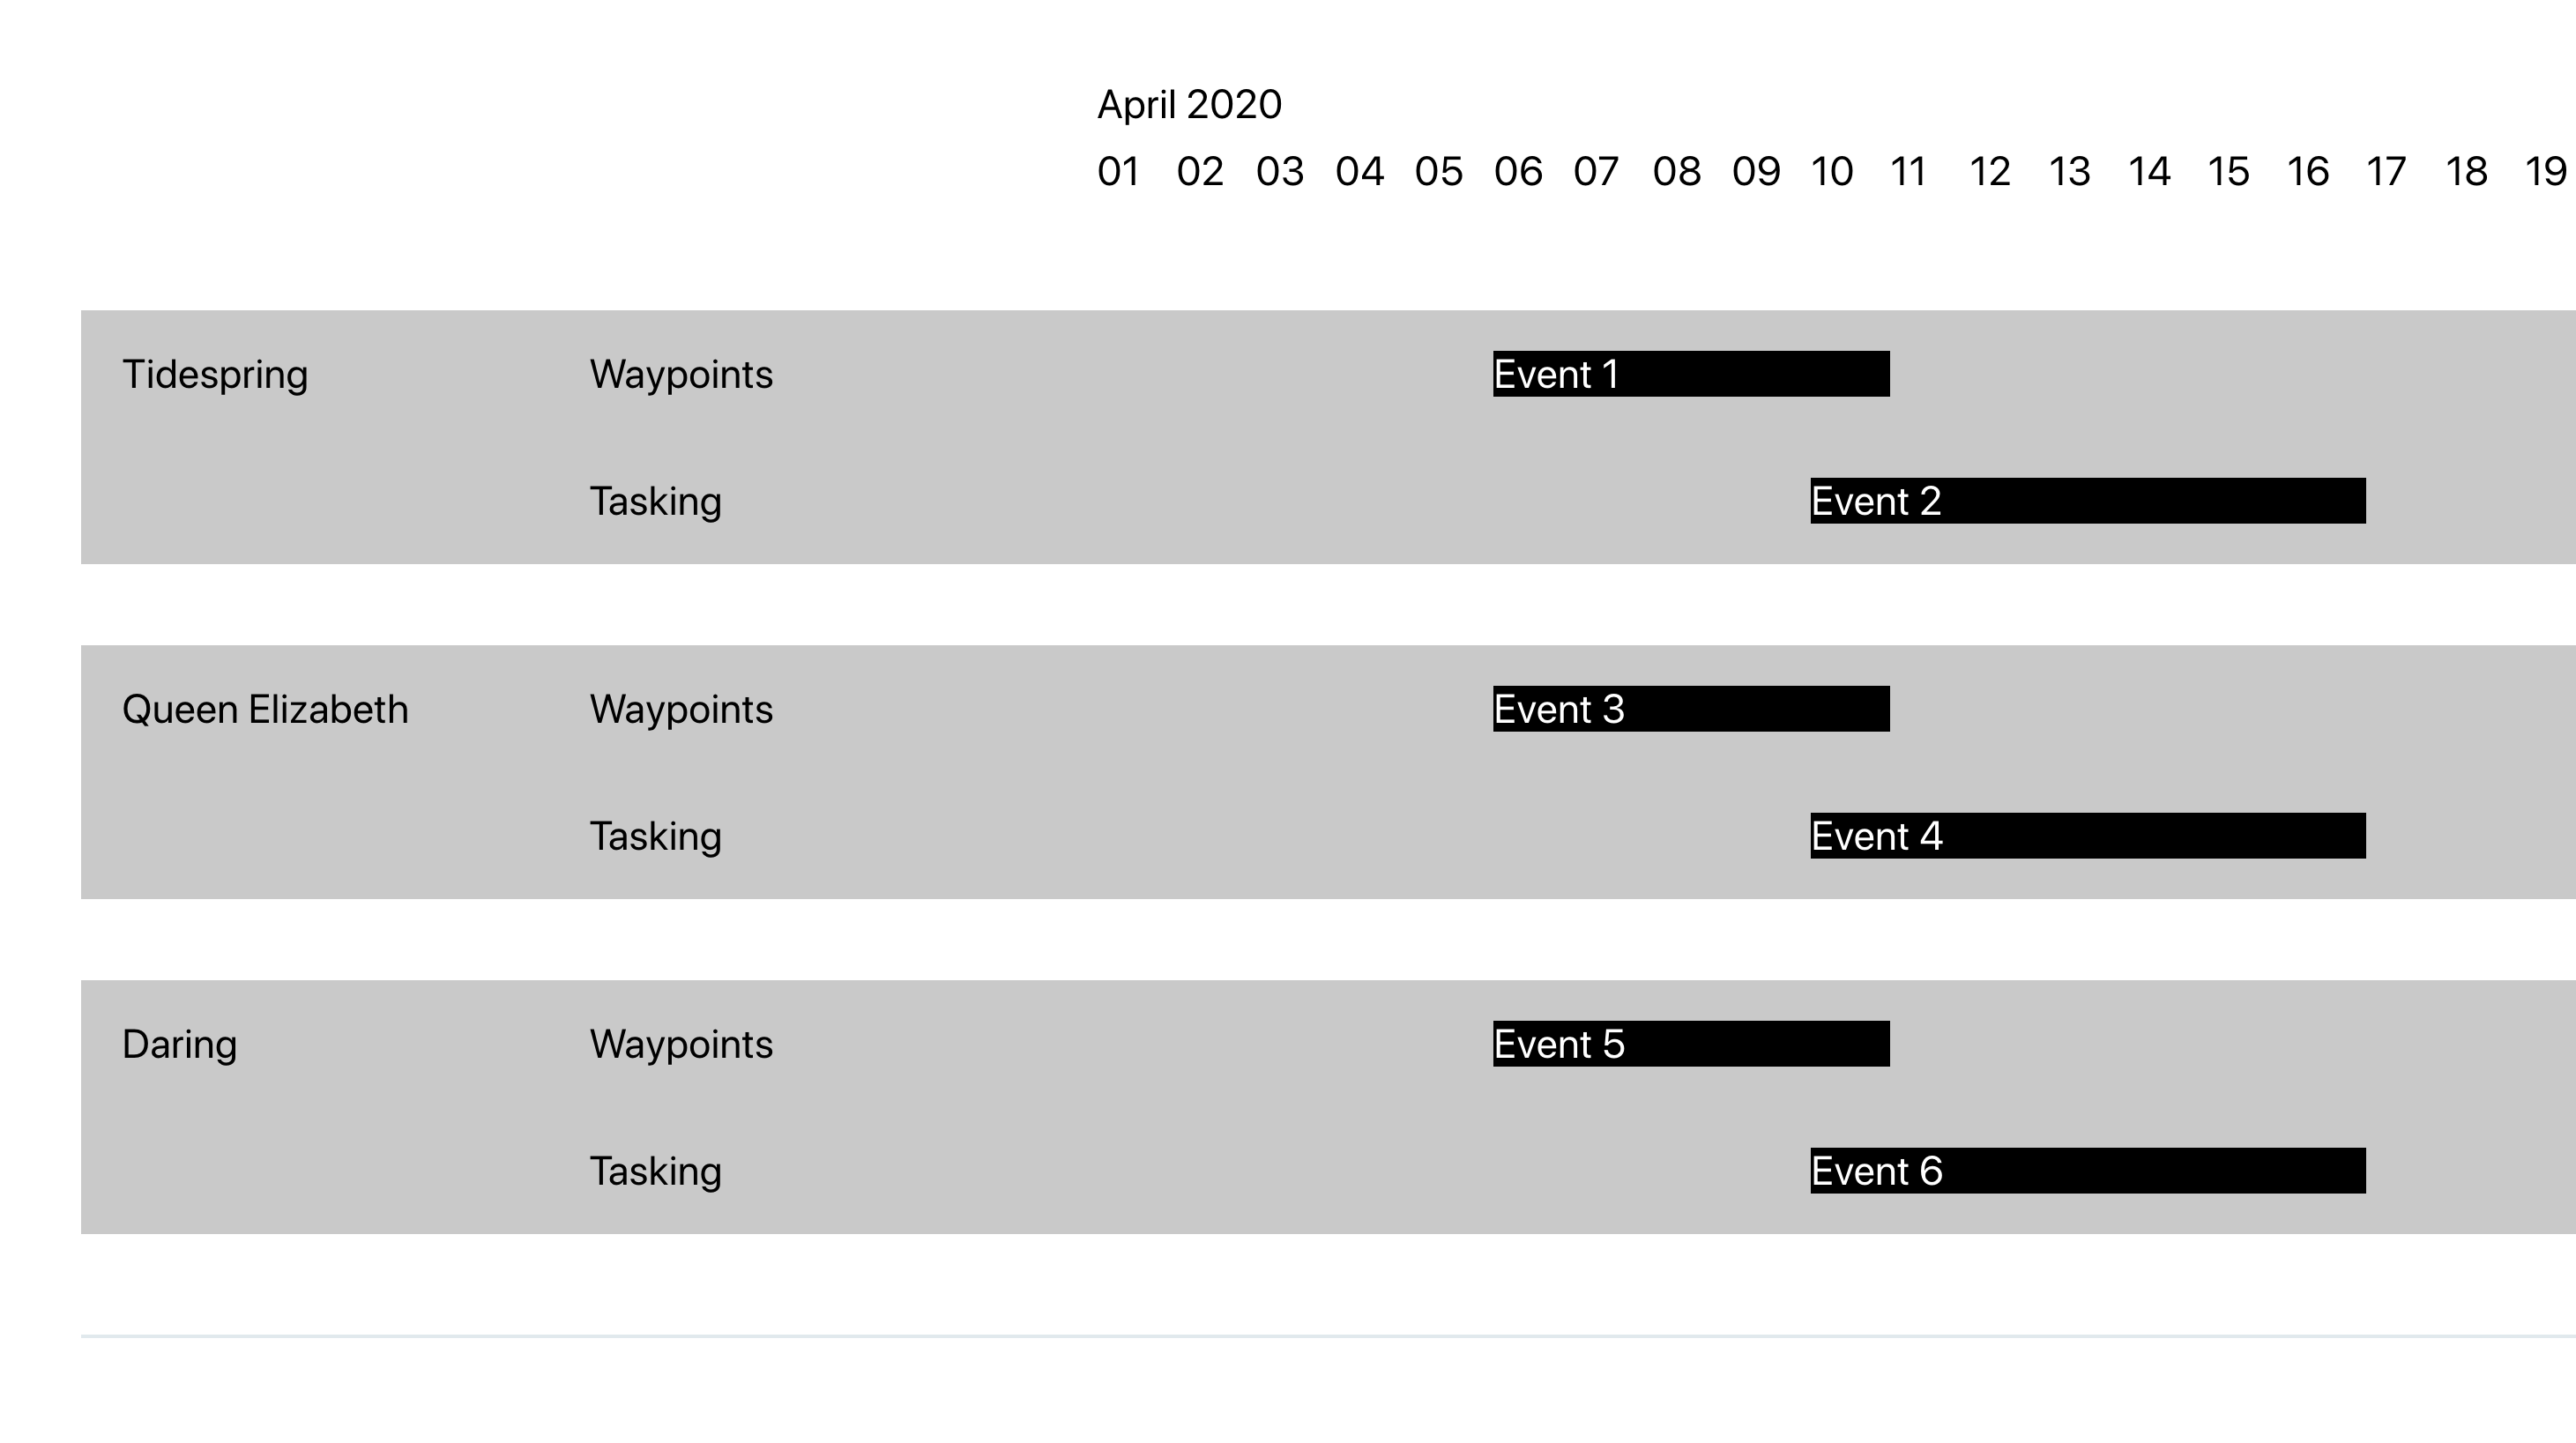 April 2020
01 02 03 04 05 06 07 08 09 10 11 12 13 14 15 16 17 18 19
Tidespring Waypoints Event 1
Tasking Event 2
Queen Elizabeth Waypoints Event 3
Tasking Event 4
Daring Waypoints Event 5
Tasking Event 6